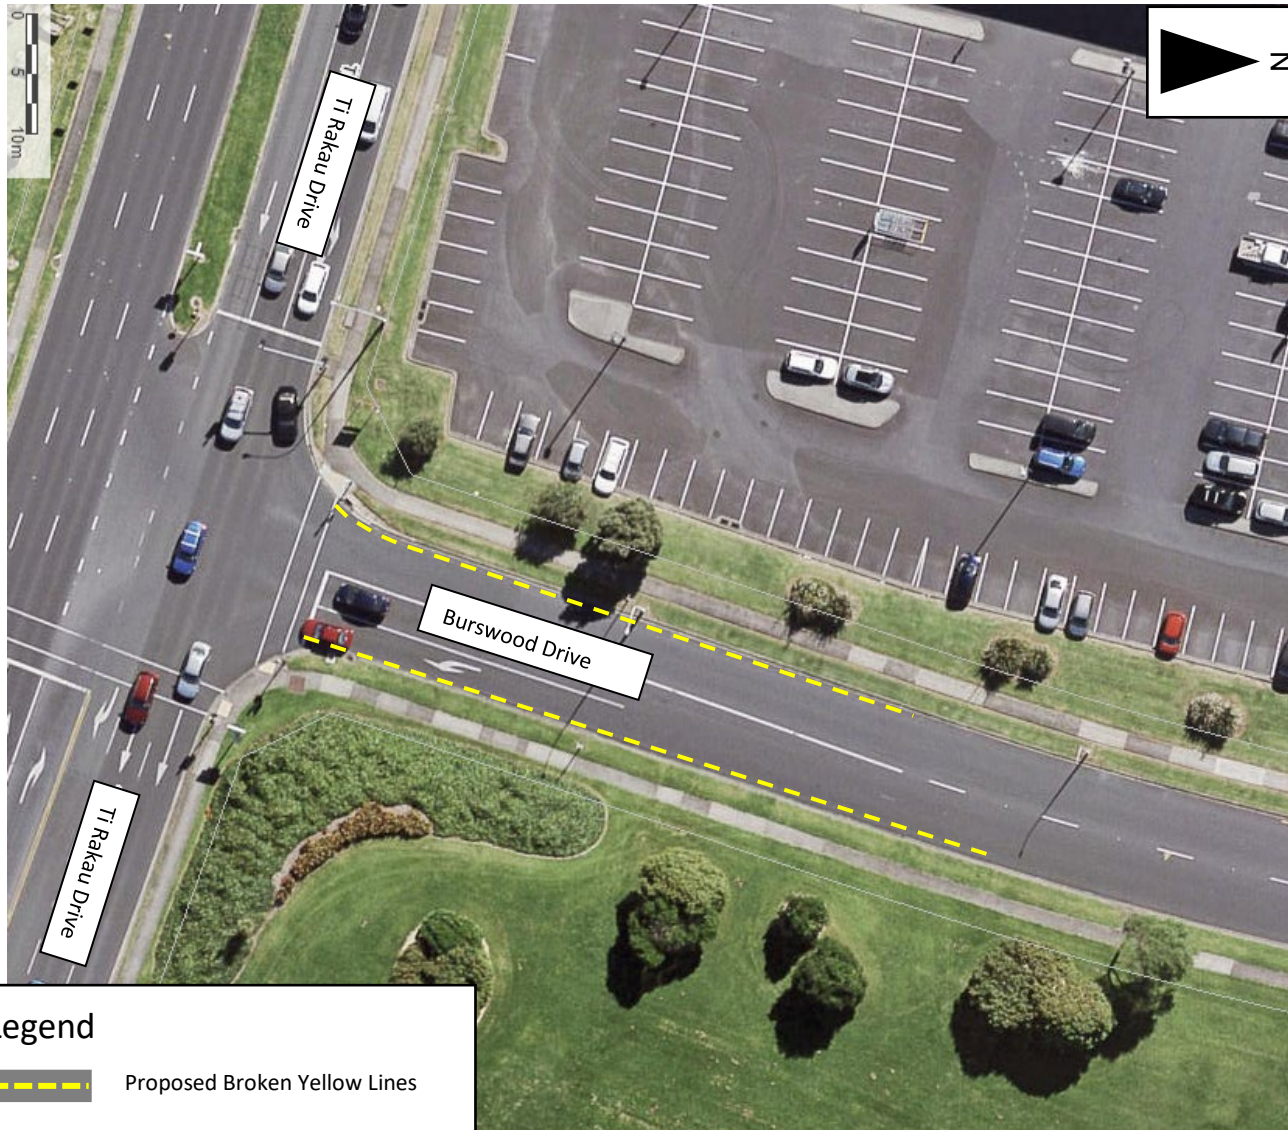 0
5
10m
N
Ti Rakau Drive
Burswood Drive
Ti Rakau Drive
Legend
Proposed Broken Yellow Lines